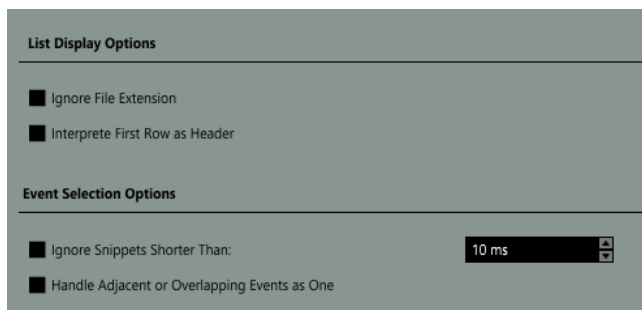 List Display Options
Ignore File Extension
Interprete First Row as Header
Event Selection Options
Ignore Snippets Shorter Than: 10 ms
Handle Adjacent or Overlapping Events as One